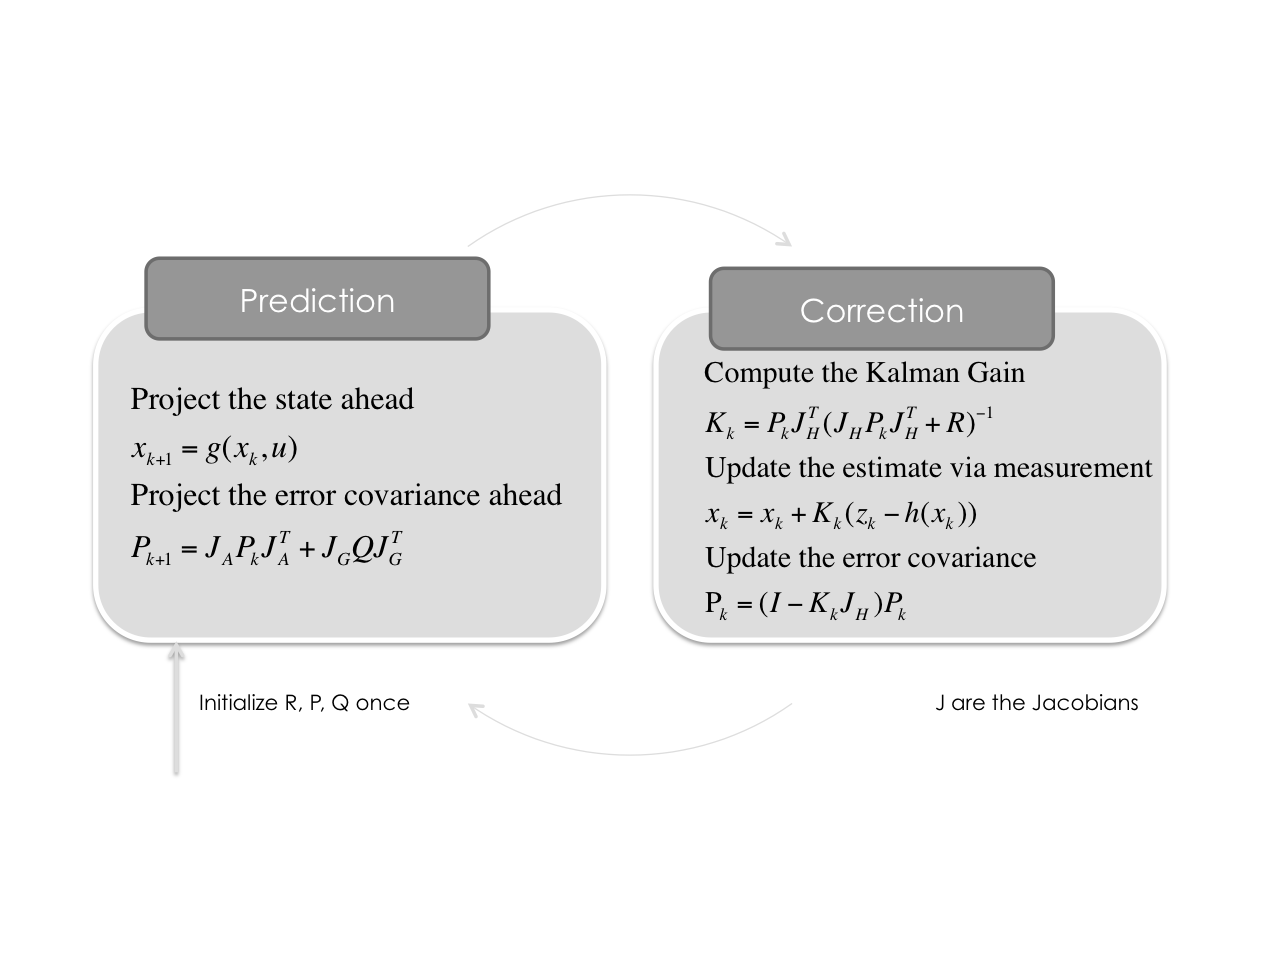 Prediction
Project the state ahead
x_{k+1} = g(x_k, u)
Project the error covariance ahead
P_{k+1} = J_A P_k J_A^T + J_G Q J_G^T
Initialize R, P, Q once
Correction
Compute the Kalman Gain
K_k = P_k J_H^T (J_H P_k J_H^T + R)^{-1}
Update the estimate via measurement
x_k = x_k + K_k (z_k − h(x_k))
Update the error covariance
P_k = (I − K_k J_H) P_k
J are the Jacobians